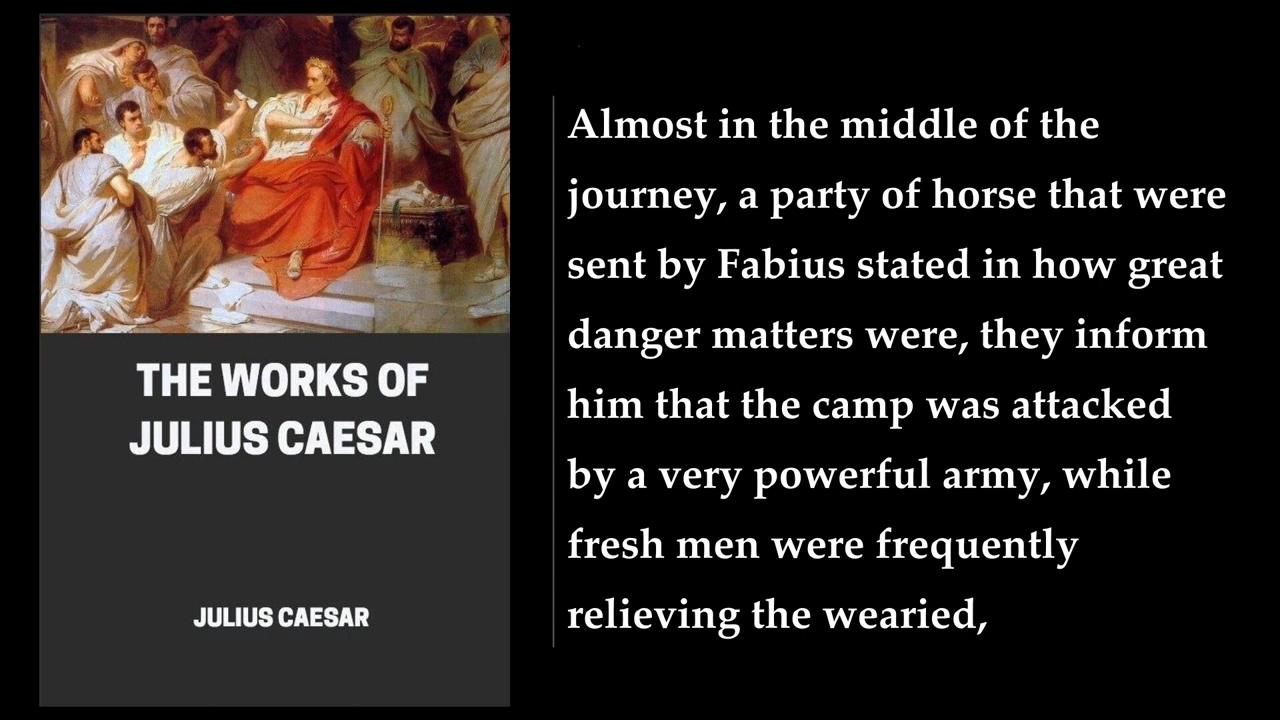 THE WORKS OF
JULIUS CAESAR
JULIUS CAESAR
Almost in the middle of the
journey, a party of horse that were
sent by Fabius stated in how great
danger matters were, they inform
him that the camp was attacked
by a very powerful army, while
fresh men were frequently
relieving the wearied,